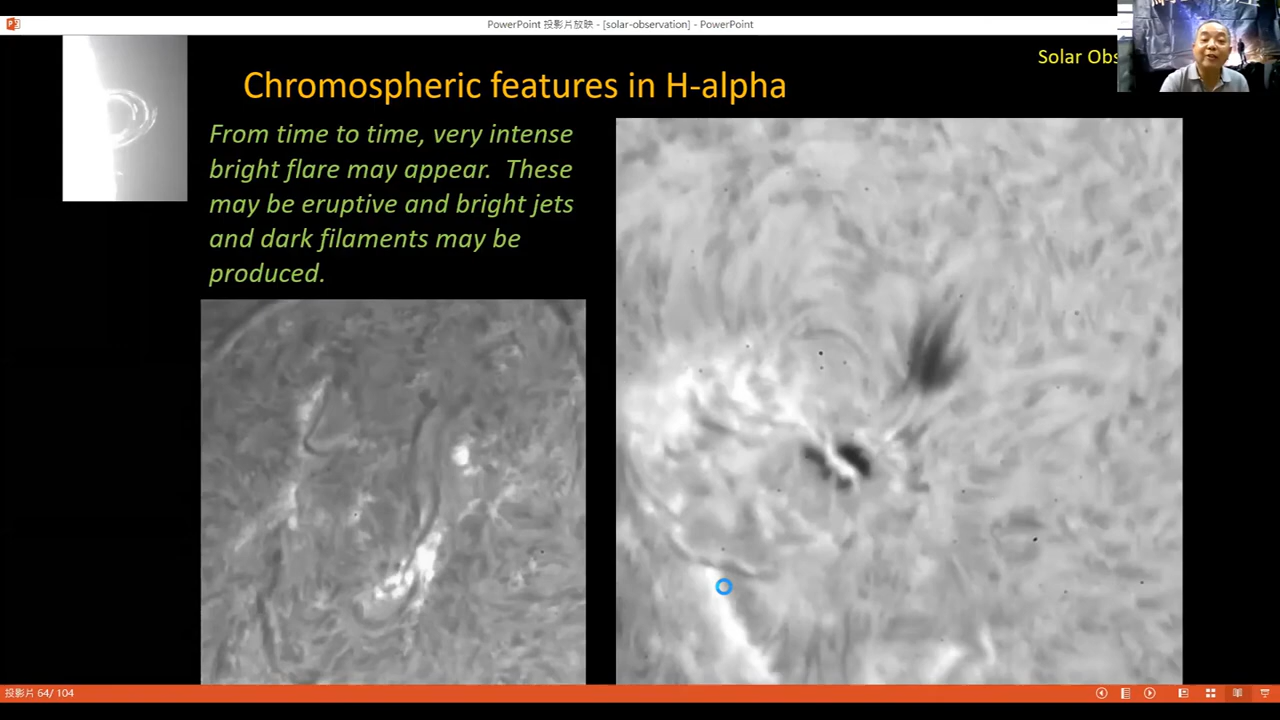 PowerPoint 投影片放映 - [solar-observation] - PowerPoint
Solar Obs
Chromospheric features in H-alpha
From time to time, very intense
bright flare may appear. These
may be eruptive and bright jets
and dark filaments may be
produced.
投影片 64/ 104